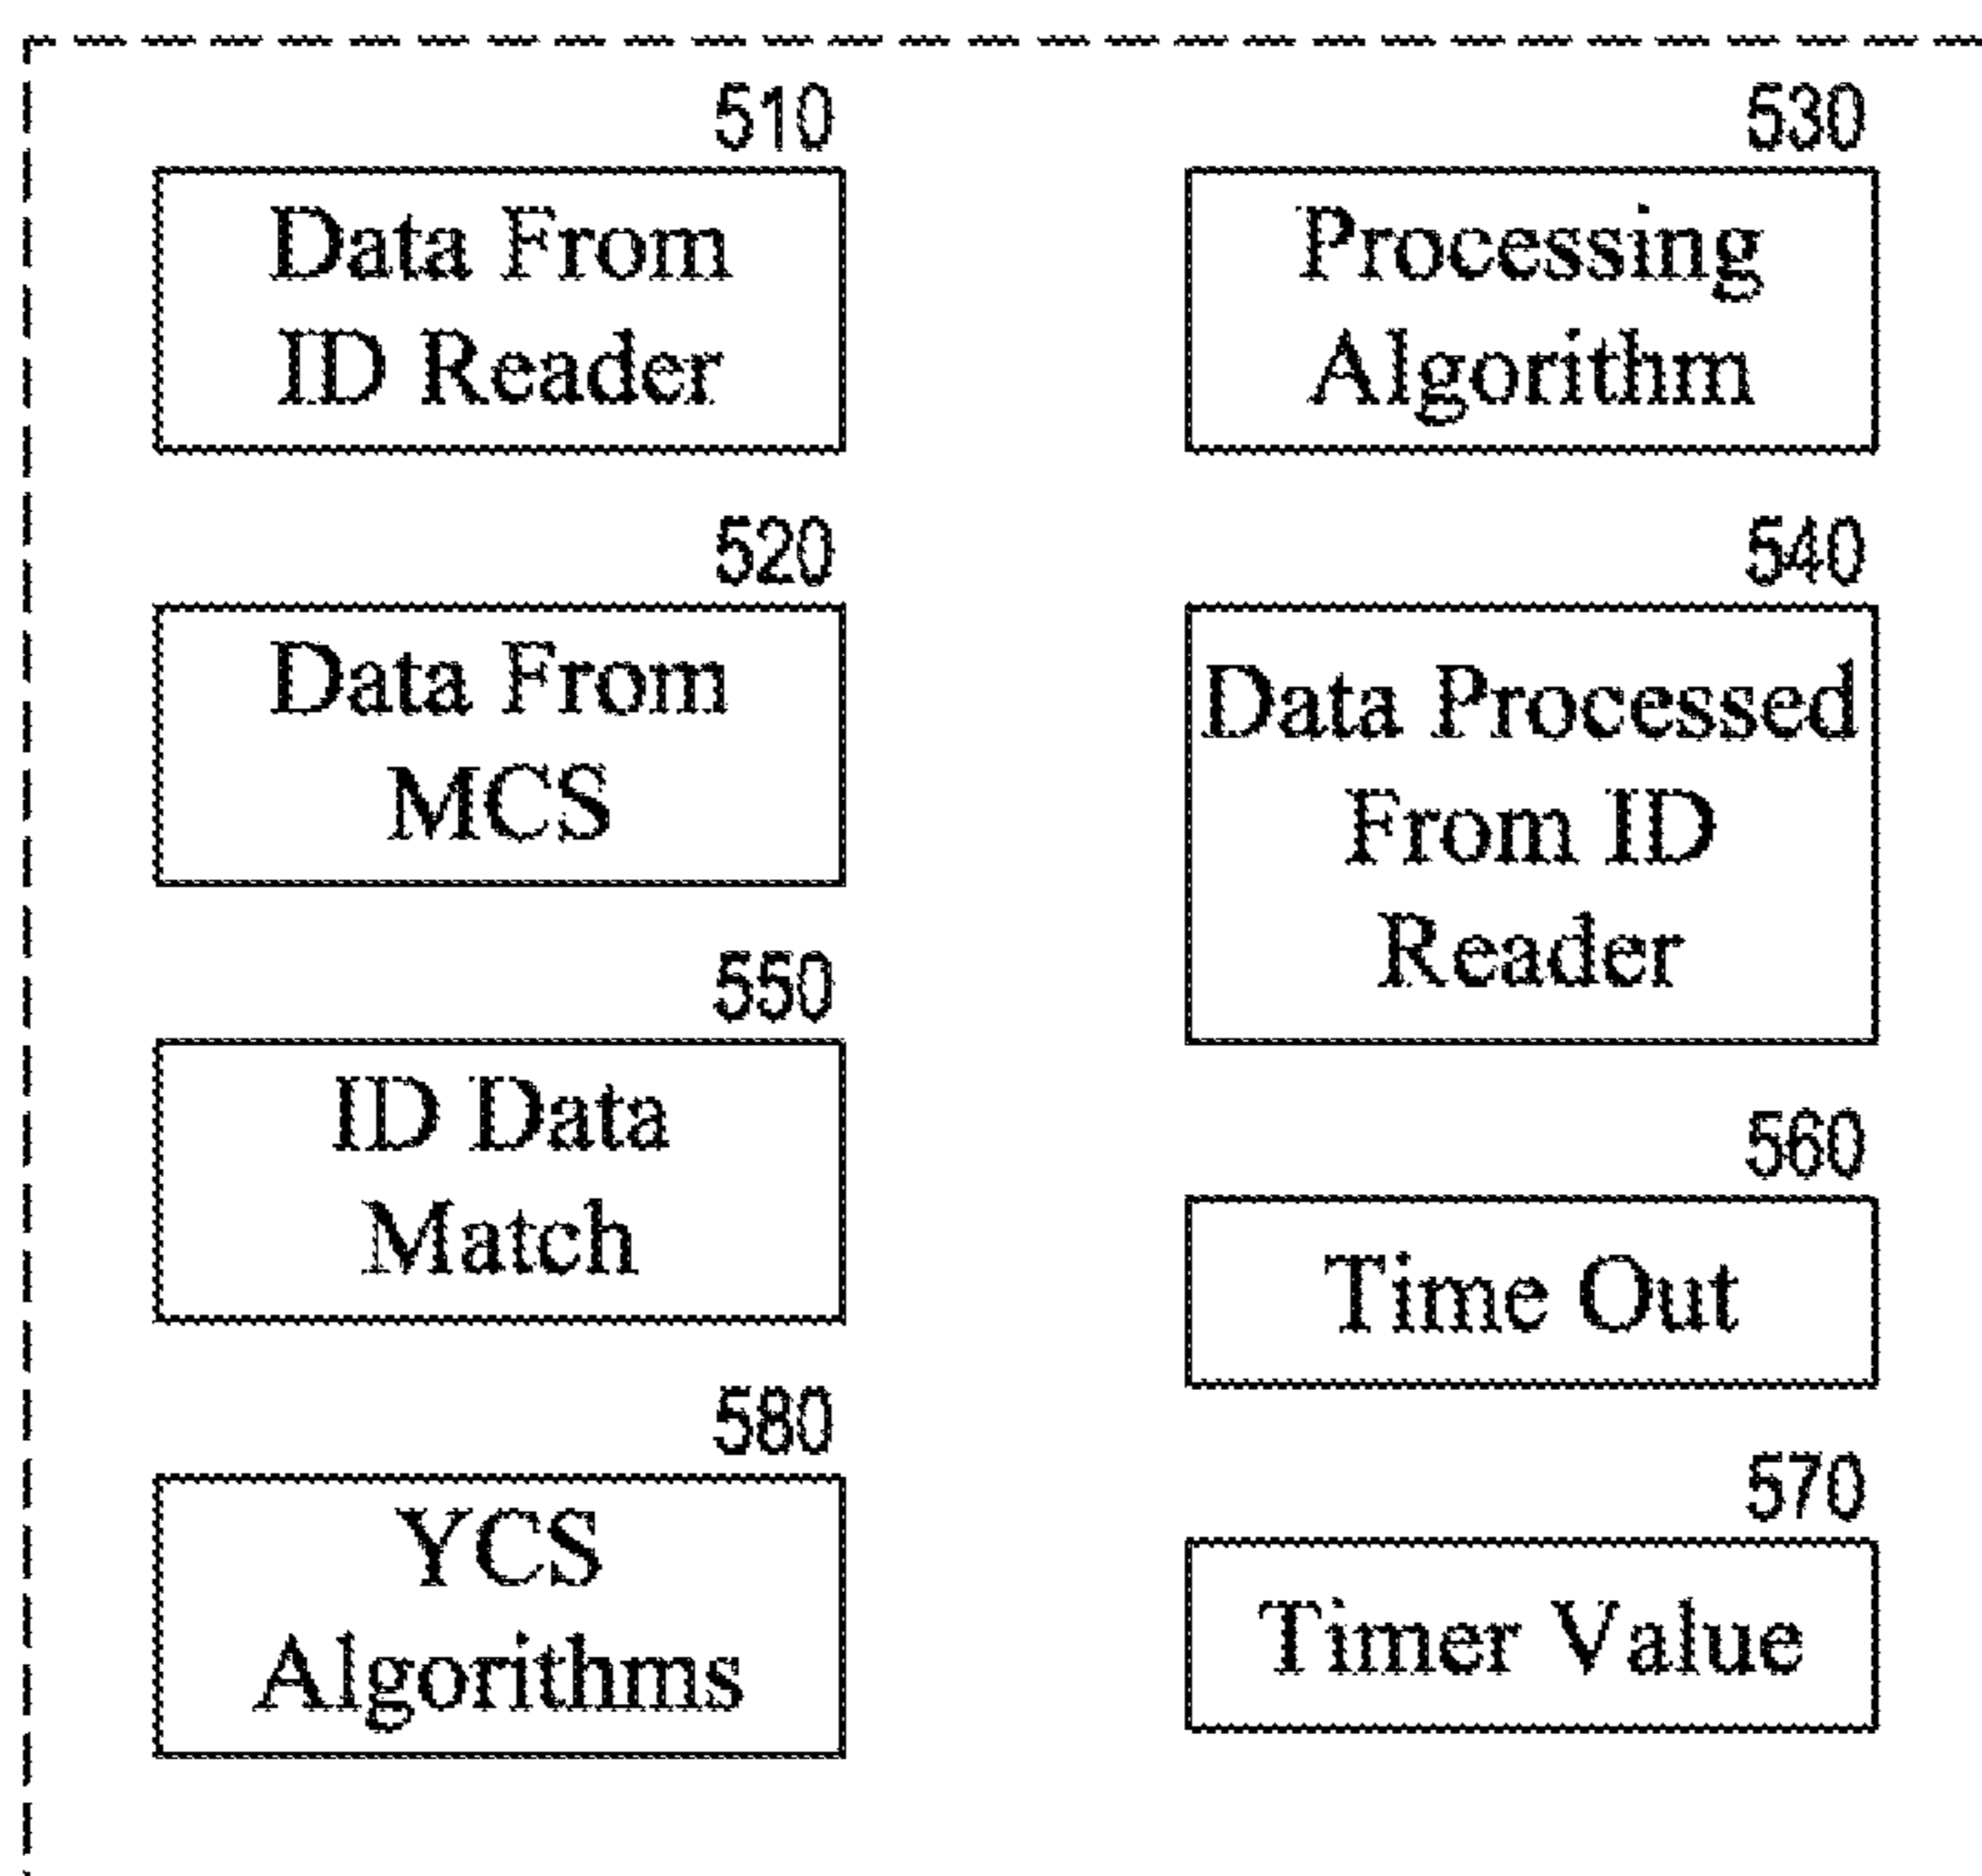 510
Data From
ID Reader
520
Data From
MCS
550
ID Data
Match
580
YCS
Algorithms
530
Processing
Algorithm
540
Data Processed
From ID
Reader
560
Time Out
570
Timer Value